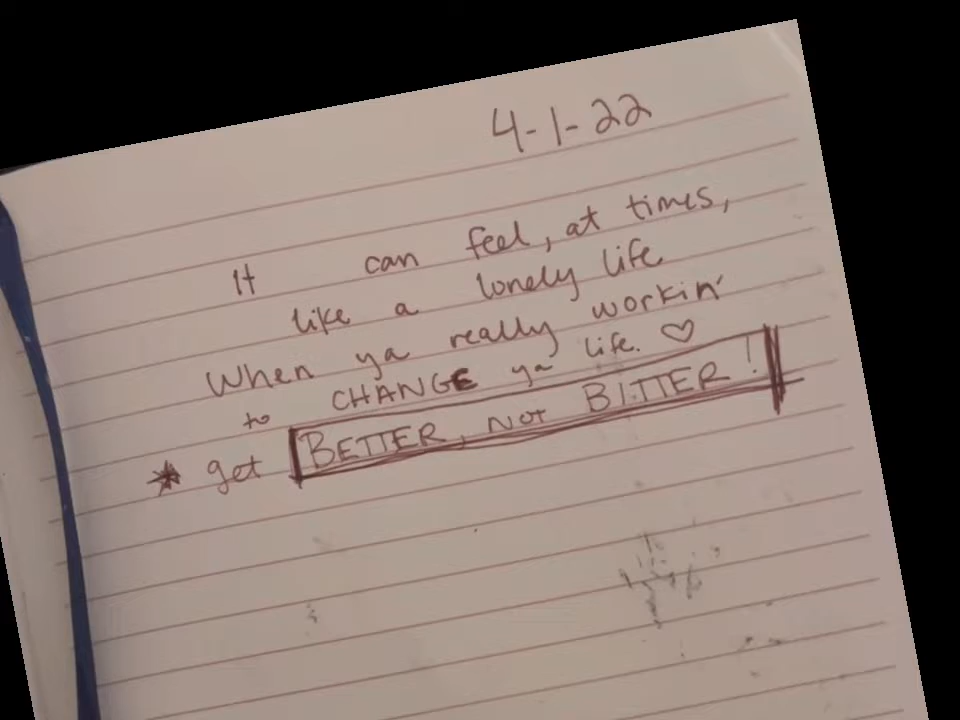 4-1-22
It can feel, at times,
like a lonely life
When ya really workin'
to CHANGE ya life. ♡
* get BETTER, NOT BITTER!